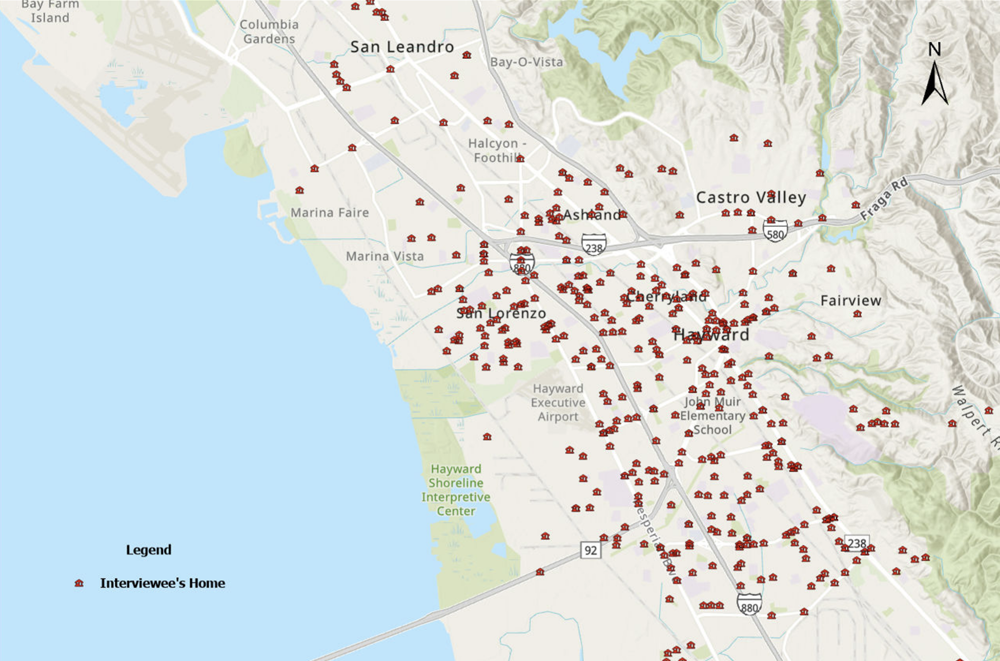 Bay Farm
Island
Columbia
Gardens
San Leandro
Bay-O-Vista
N
Halcyon -
Foothill
Castro Valley
Fraga Rd
Marina Faire
Ashland
580
238
Marina Vista
880
Cherryland
Fairview
San Lorenzo
Hayward
Hayward
Executive
Airport
John Muir
Elementary
School
Walpert
Hayward
Shoreline
Interpretive
Center
Hesperian Blvd
92
238
880
Legend
Interviewee's Home